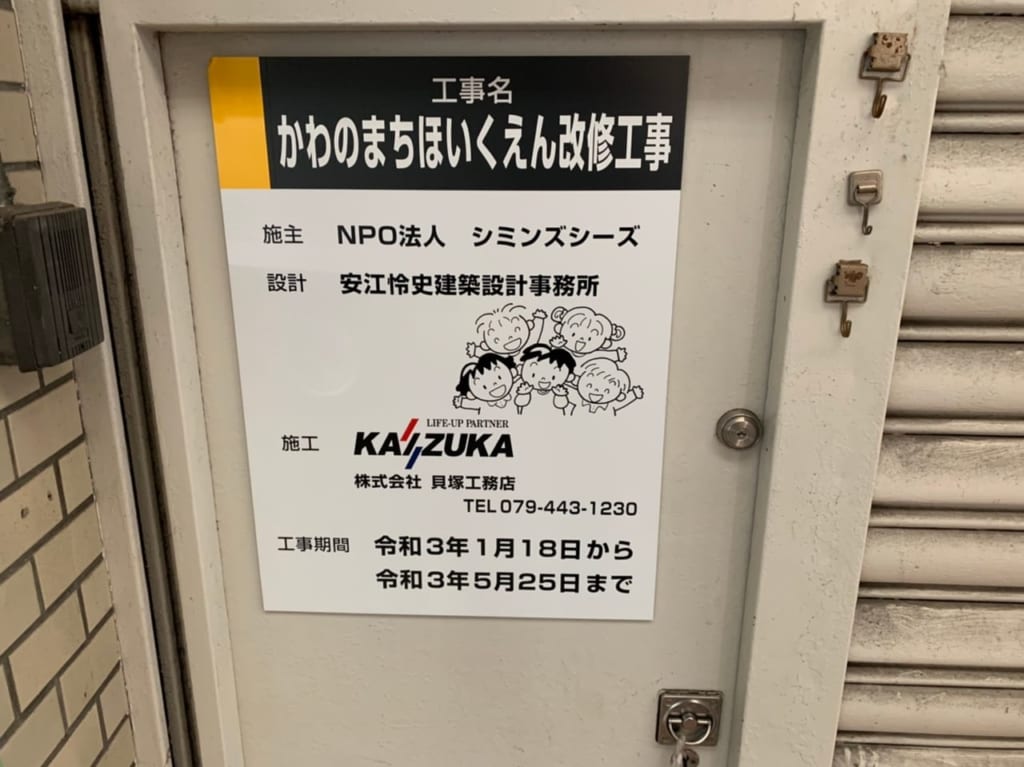 工事名
かわのまちほいくえん改修工事
施主 NPO法人 シミンズシーズ
設計 安江怜史建築設計事務所
LIFE-UP PARTNER
施工 KAIZUKA
株式会社 貝塚工務店
TEL 079-443-1230
工事期間 令和3年1月18日から
令和3年5月25日まで